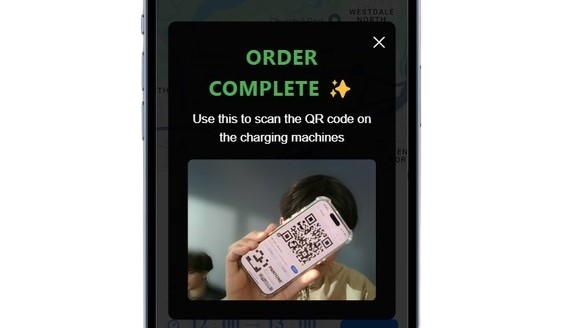 WESTDALE
NORTH
ORDER
COMPLETE ✨
Use this to scan the QR code on
the charging machines